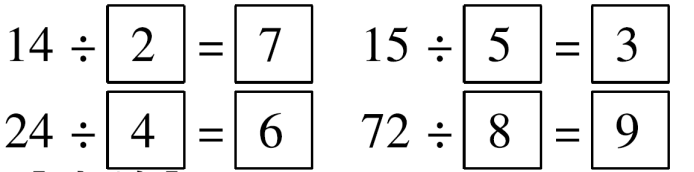 14 ÷ 2 = 7 15 ÷ 5 = 3
24 ÷ 4 = 6 72 ÷ 8 = 9